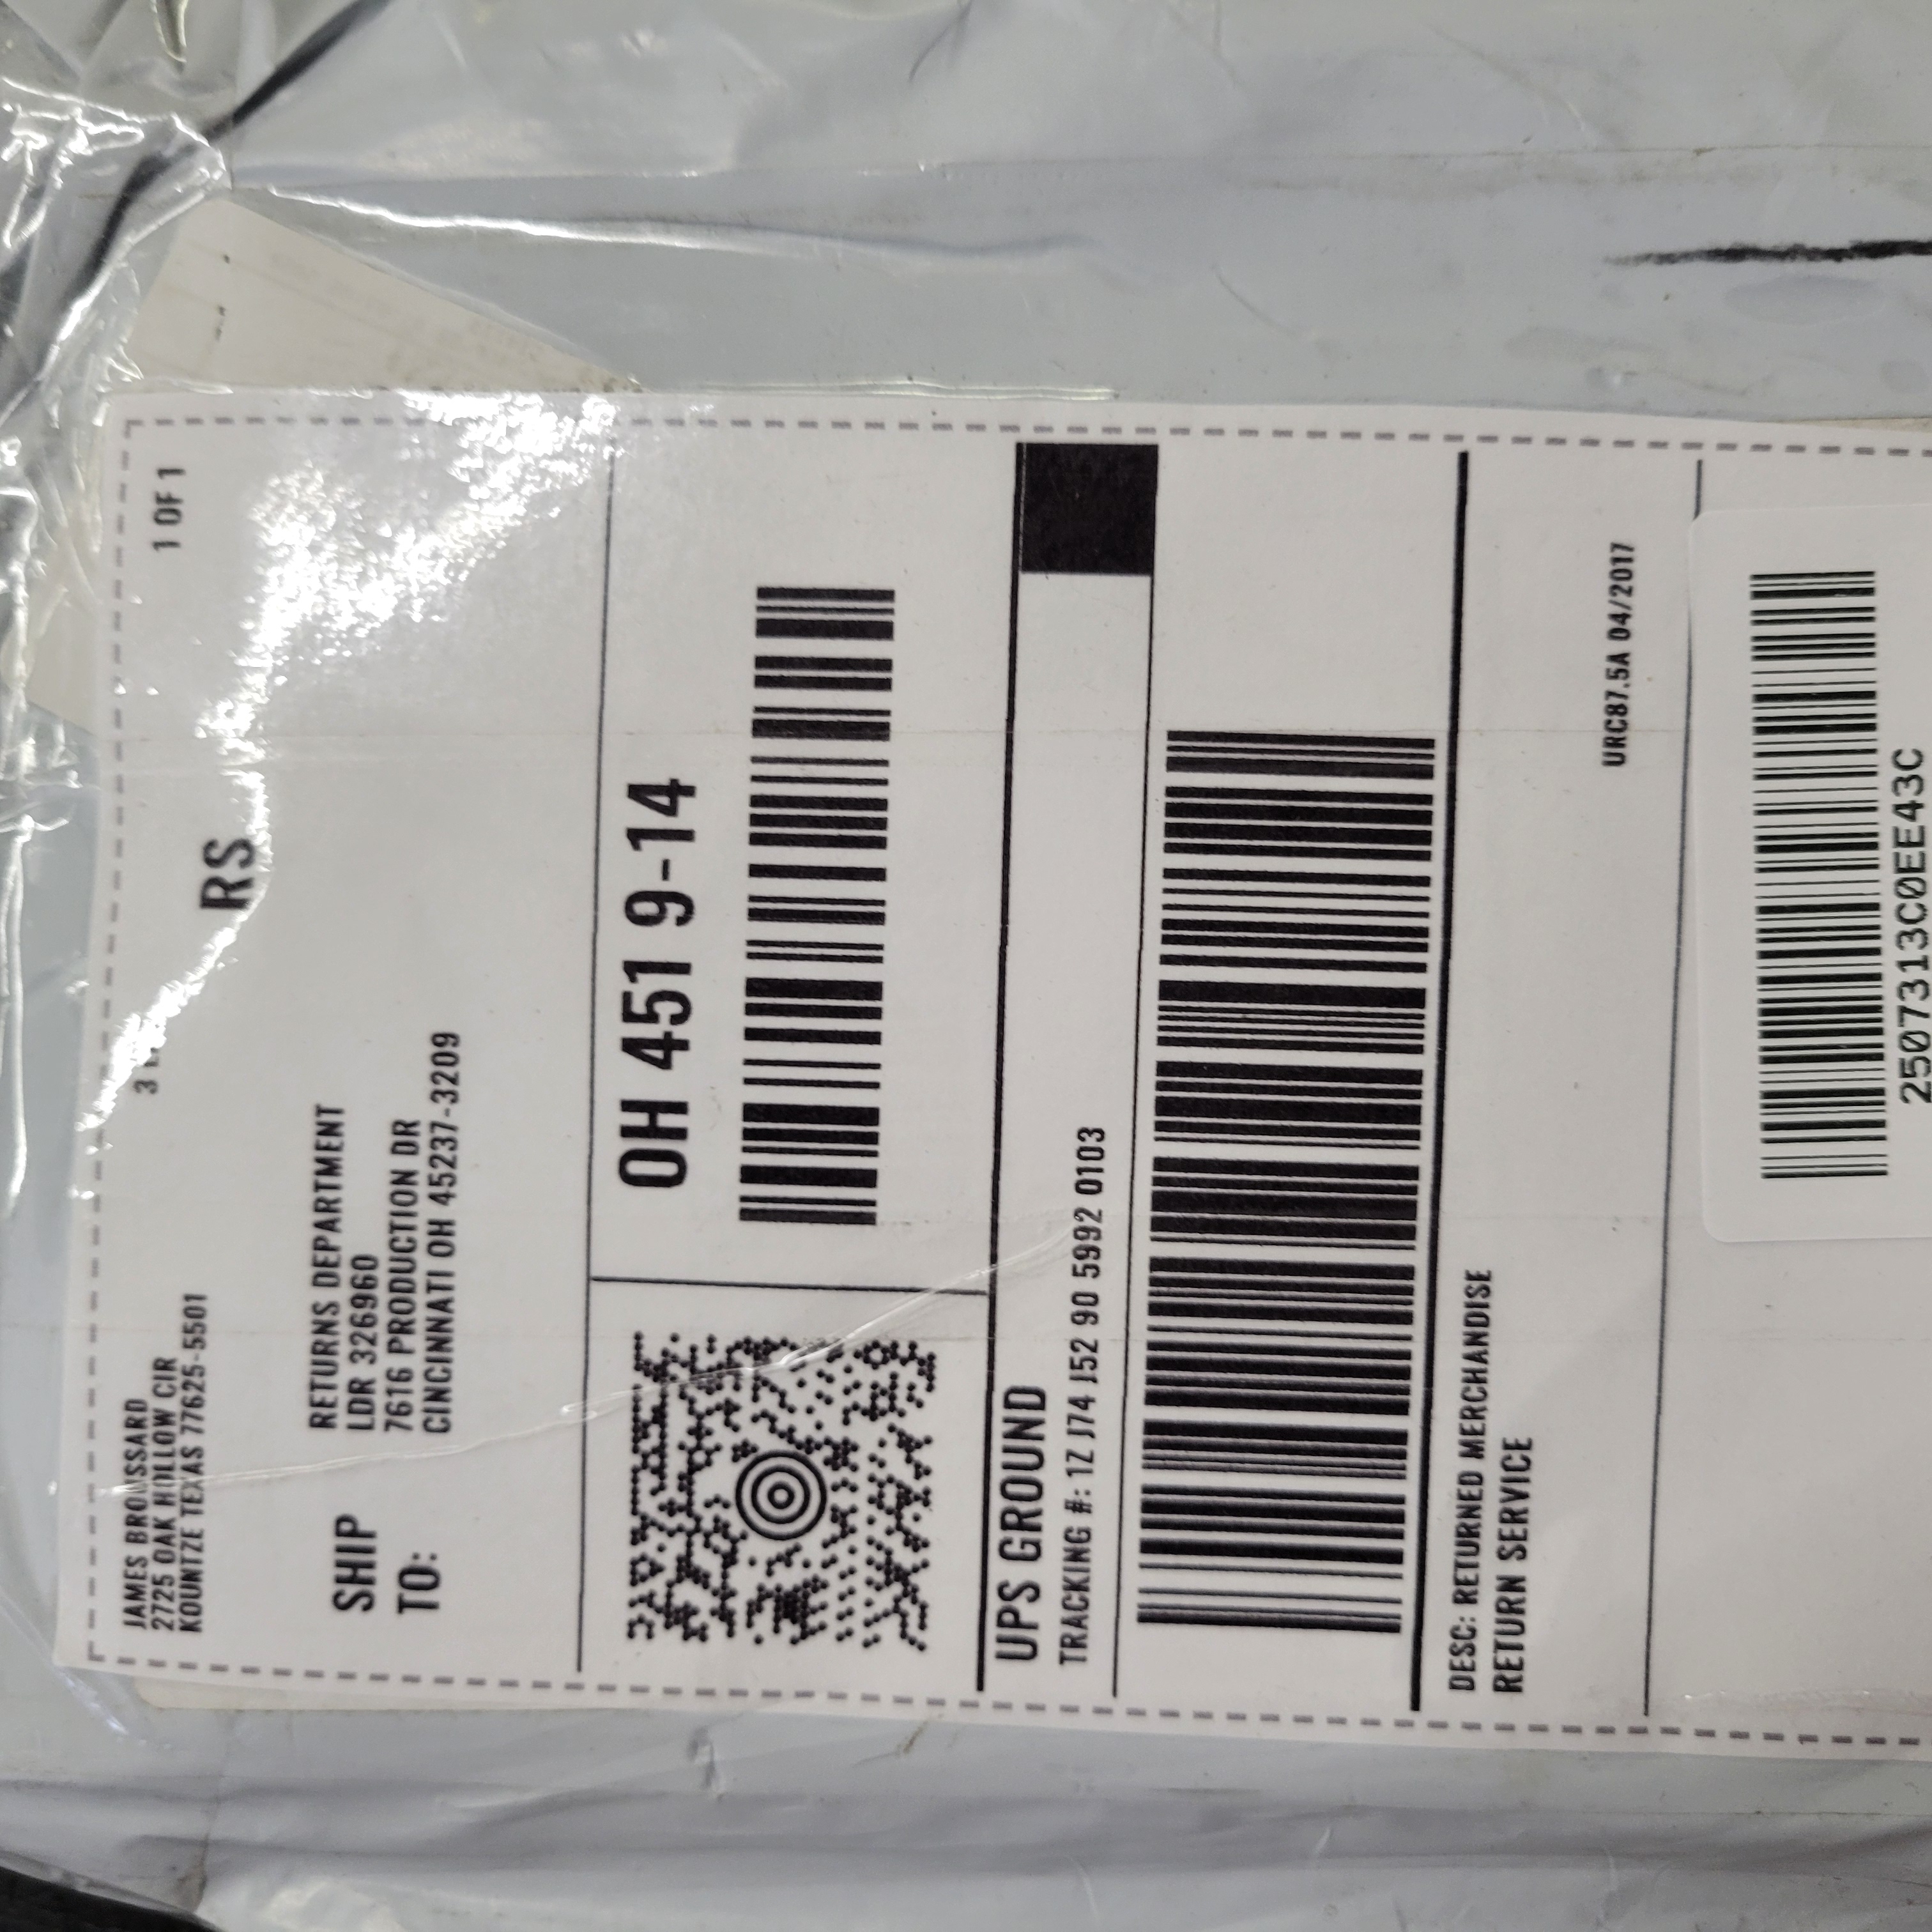 JAMES BROUSSARD
2725 OAK HOLLOW CIR
KOUNTZE TEXAS 77625-5501
3
1 OF 1
RS
SHIP
TO:
RETURNS DEPARTMENT
LDR 326960
7616 PRODUCTION DR
CINCINNATI OH 45237-3209
OH 451 9-14
UPS GROUND
TRACKING #: 1Z J74 J52 90 5992 0103
DESC: RETURNED MERCHANDISE
RETURN SERVICE
URC87.5A 04/2017
2507313C0EE43C